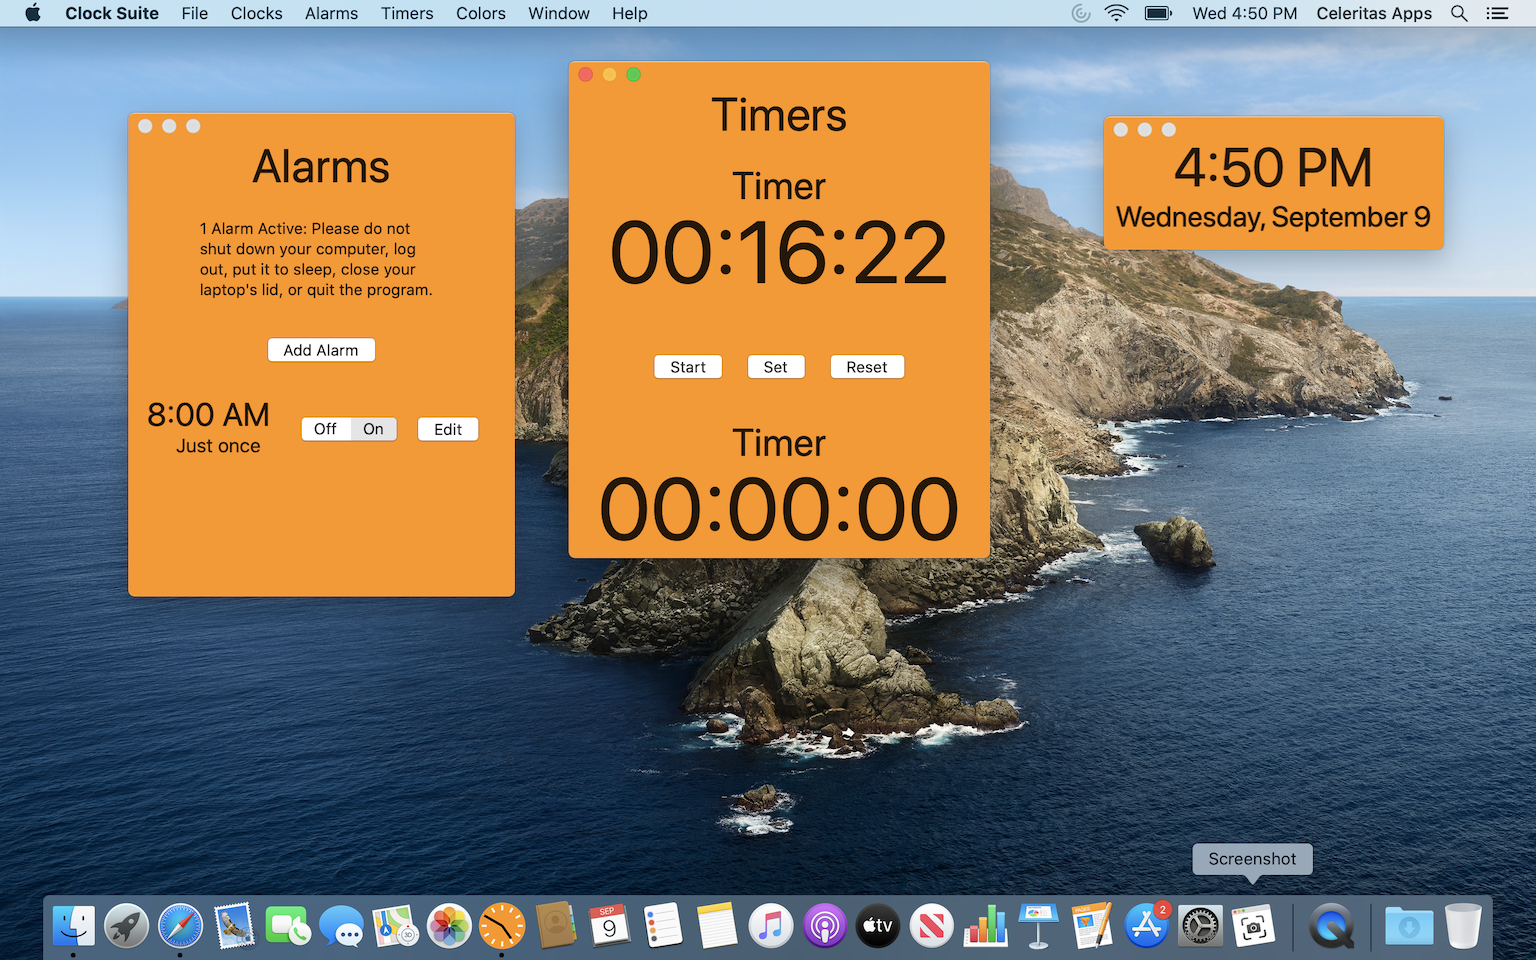 Clock Suite File Clocks Alarms Timers Colors Window Help Wed 4:50 PM Celeritas Apps
Alarms
1 Alarm Active: Please do not
shut down your computer, log
out, put it to sleep, close your
laptop's lid, or quit the program.
Add Alarm
8:00 AM
Just once
Off On Edit
Timers
Timer
00:16:22
Start Set Reset
Timer
00:00:00
4:50 PM
Wednesday, September 9
Screenshot
3D
SEP
9
tv
PAGES
2